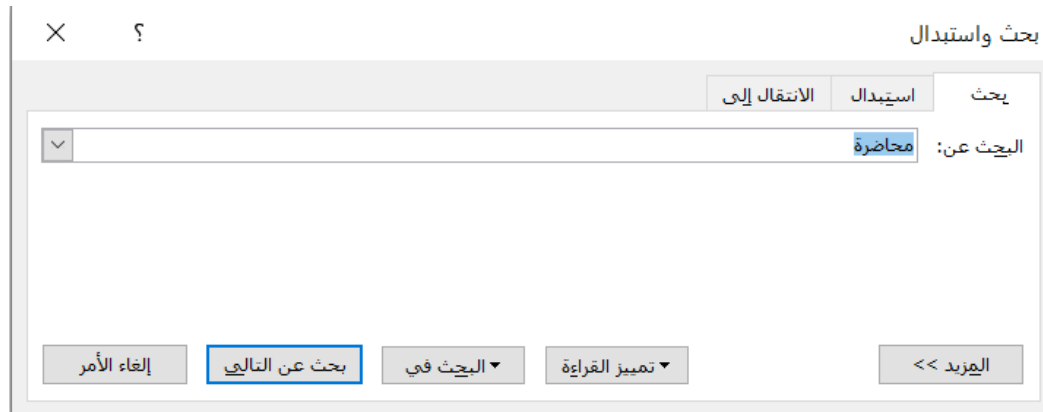 بحث واستبدال ؟
بحث استبدال الانتقال إلى
البحث عن: محاضرة
المزيد >> تمييز القراءة البحث في بحث عن التالي إلغاء الأمر